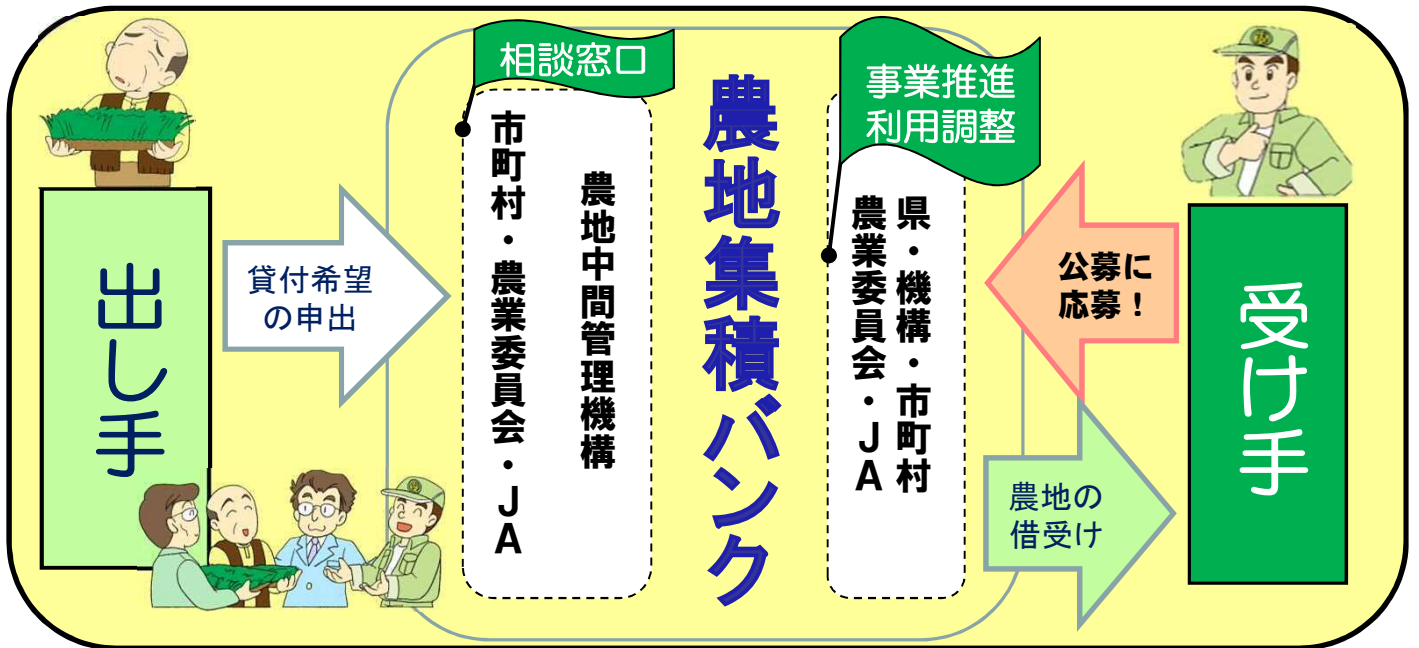 出し手
貸付希望
の申出
相談窓口
農地中間管理機構
市町村・農業委員会・JA
農地集積バンク
事業推進
利用調整
県・機構・市町村
農業委員会・JA
公募に
応募！
農地の
借受け
受け手